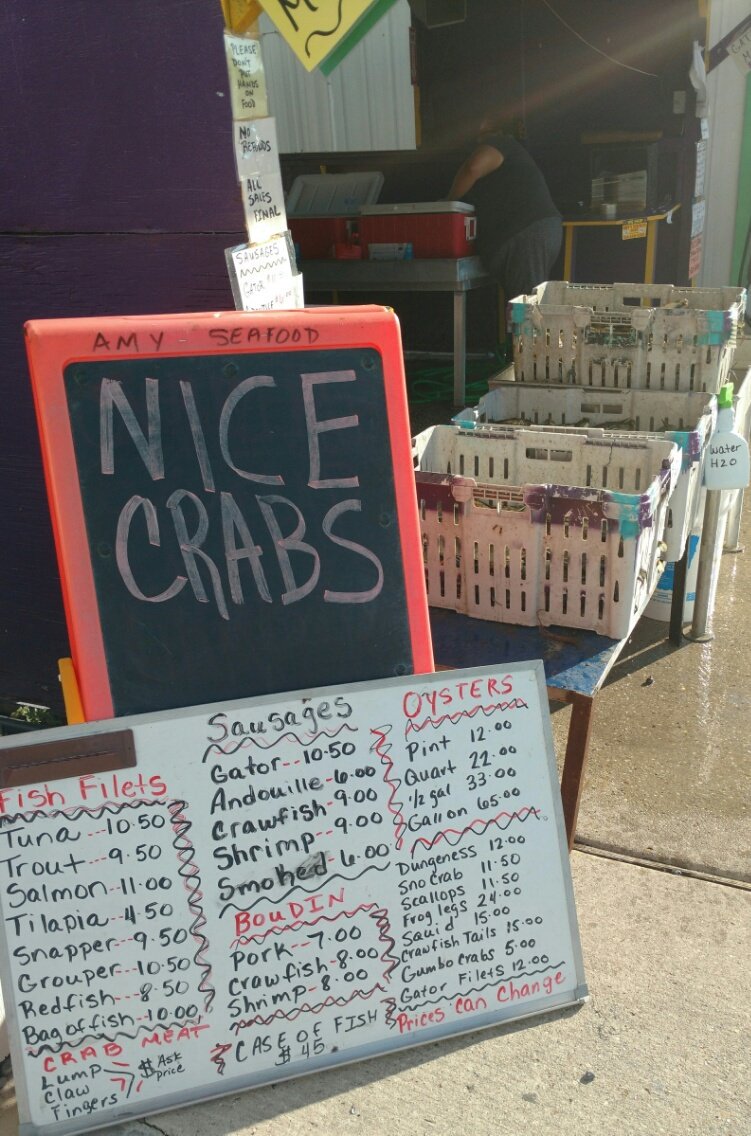 PLEASE
DON'T
PUT
HANDS
ON
FOOD
NO
REFUNDS
ALL
SALES
FINAL
SAUSAGES
GATOR
AMY SEAFOOD
NICE
CRABS
Water
H2O
Fish Filets
Tuna---10.50
Trout---9.50
Salmon--11.00
Tilapia--4.50
Snapper--9.50
Grouper---10.50
Redfish---8.50
Bag of fish--10.00
CRAB MEAT
Lump
Claw
Fingers
$ Ask
Price
Sausages
Gator--10.50
Andouille-6.00
Crawfish-9.00
Shrimp--9.00
Smoked-6.00
BOUDIN
Pork--7.00
Crawfish-8.00
Shrimp-8.00
CASE OF FISH
$45
OYSTERS
Pint 12.00
Quart 22.00
1/2 gal 33.00
Gallon 65.00
Dungeness 12.00
Sno Crab 11.50
Scallops 11.50
Frog legs 24.00
Squid 15.00
Crawfish Tails 15.00
Gumbo Crabs 5.00
Gator Filets 12.00
Prices Can Change